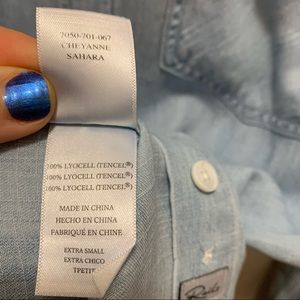 7050-701-067
CHEYANNE
SAHARA
100% LYOCELL (TENCEL®)
100% LYOCELL (TENCEL®)
100% LYOCELL (TENCEL®)
MADE IN CHINA
HECHO EN CHINA
FABRIQUÉ EN CHINE
EXTRA SMALL
EXTRA CHICO
TPETIT